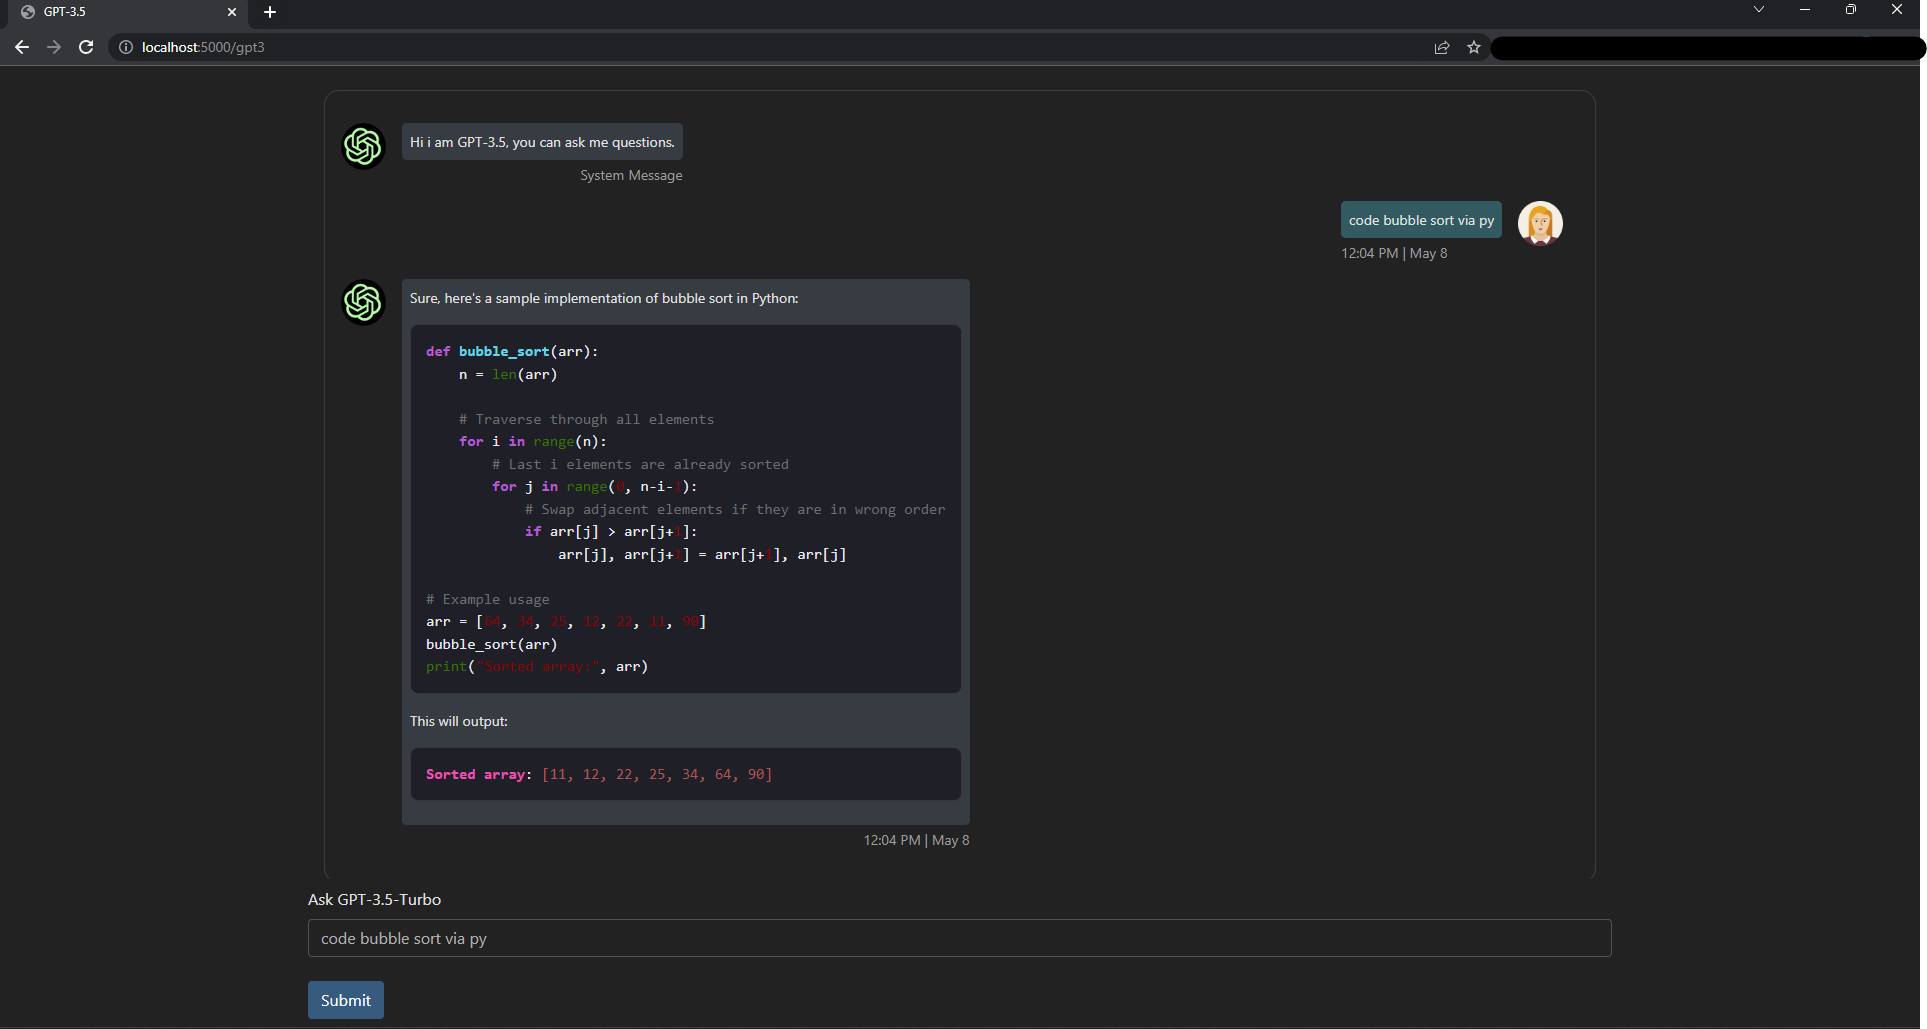 GPT-3.5
localhost:5000/gpt3
Hi i am GPT-3.5, you can ask me questions.
System Message
code bubble sort via py
12:04 PM | May 8
Sure, here's a sample implementation of bubble sort in Python:
def bubble_sort(arr):
    n = len(arr)
    # Traverse through all elements
    for i in range(n):
        # Last i elements are already sorted
        for j in range(0, n-i-1):
            # Swap adjacent elements if they are in wrong order
            if arr[j] > arr[j+1]:
                arr[j], arr[j+1] = arr[j+1], arr[j]
# Example usage
arr = [64, 34, 25, 12, 22, 11, 90]
bubble_sort(arr)
print("Sorted array:", arr)
This will output:
Sorted array: [11, 12, 22, 25, 34, 64, 90]
12:04 PM | May 8
Ask GPT-3.5-Turbo
code bubble sort via py
Submit